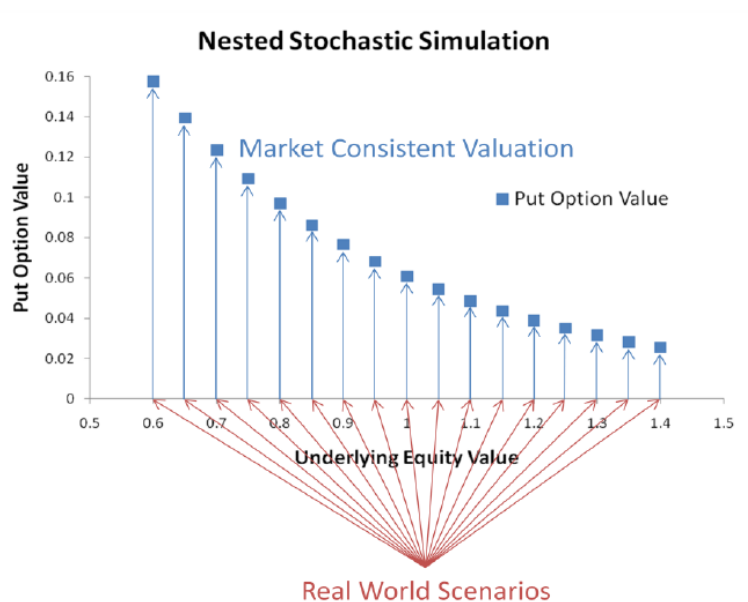 Nested Stochastic Simulation
0.16
0.14
0.12
0.1
0.08
0.06
0.04
0.02
0
Put Option Value
Market Consistent Valuation
Put Option Value
0.5 0.6 0.7 0.8 0.9 1 1.1 1.2 1.3 1.4 1.5
Underlying Equity Value
Real World Scenarios